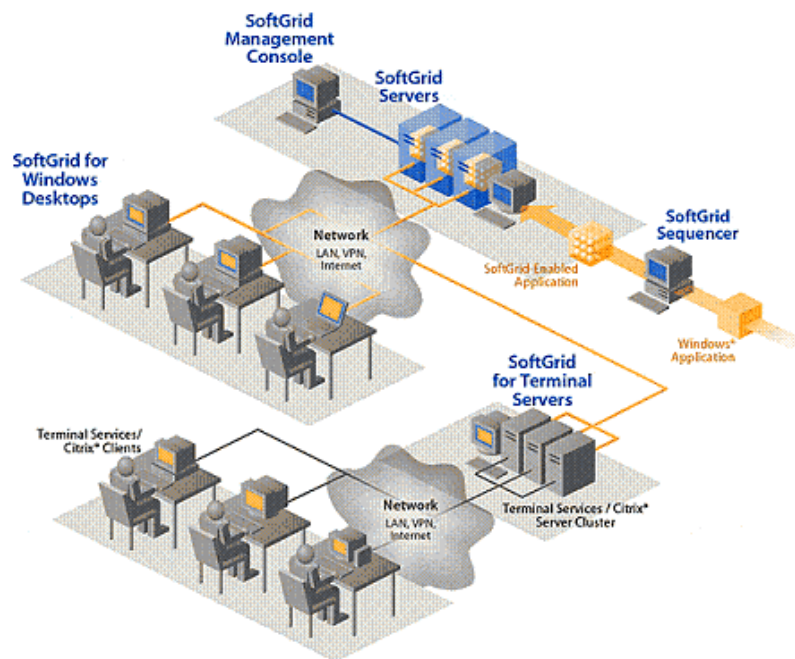 SoftGrid
Management
Console
SoftGrid
Servers
SoftGrid for
Windows
Desktops
Network
LAN, VPN,
Internet
SoftGrid
Sequencer
SoftGrid-Enabled
Application
Windows®
Application
SoftGrid
for Terminal
Servers
Terminal Services/
Citrix® Clients
Network
LAN, VPN,
Internet
Terminal Services / Citrix®
Server Cluster